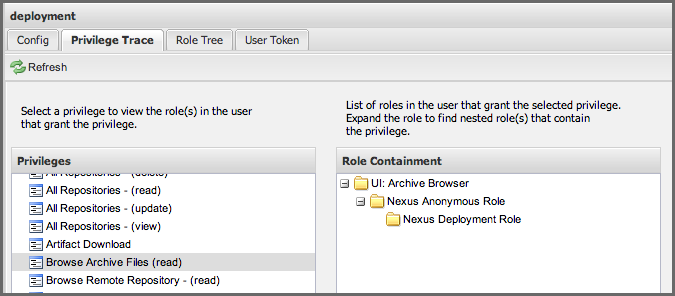 deployment
Config
Privilege Trace
Role Tree
User Token
Refresh
Select a privilege to view the role(s) in the user
that grant the privilege.
List of roles in the user that grant the selected privilege.
Expand the role to find nested role(s) that contain
the privilege.
Privileges
All Repositories - (delete)
All Repositories - (read)
All Repositories - (update)
All Repositories - (view)
Artifact Download
Browse Archive Files (read)
Browse Remote Repository - (read)
Role Containment
UI: Archive Browser
Nexus Anonymous Role
Nexus Deployment Role